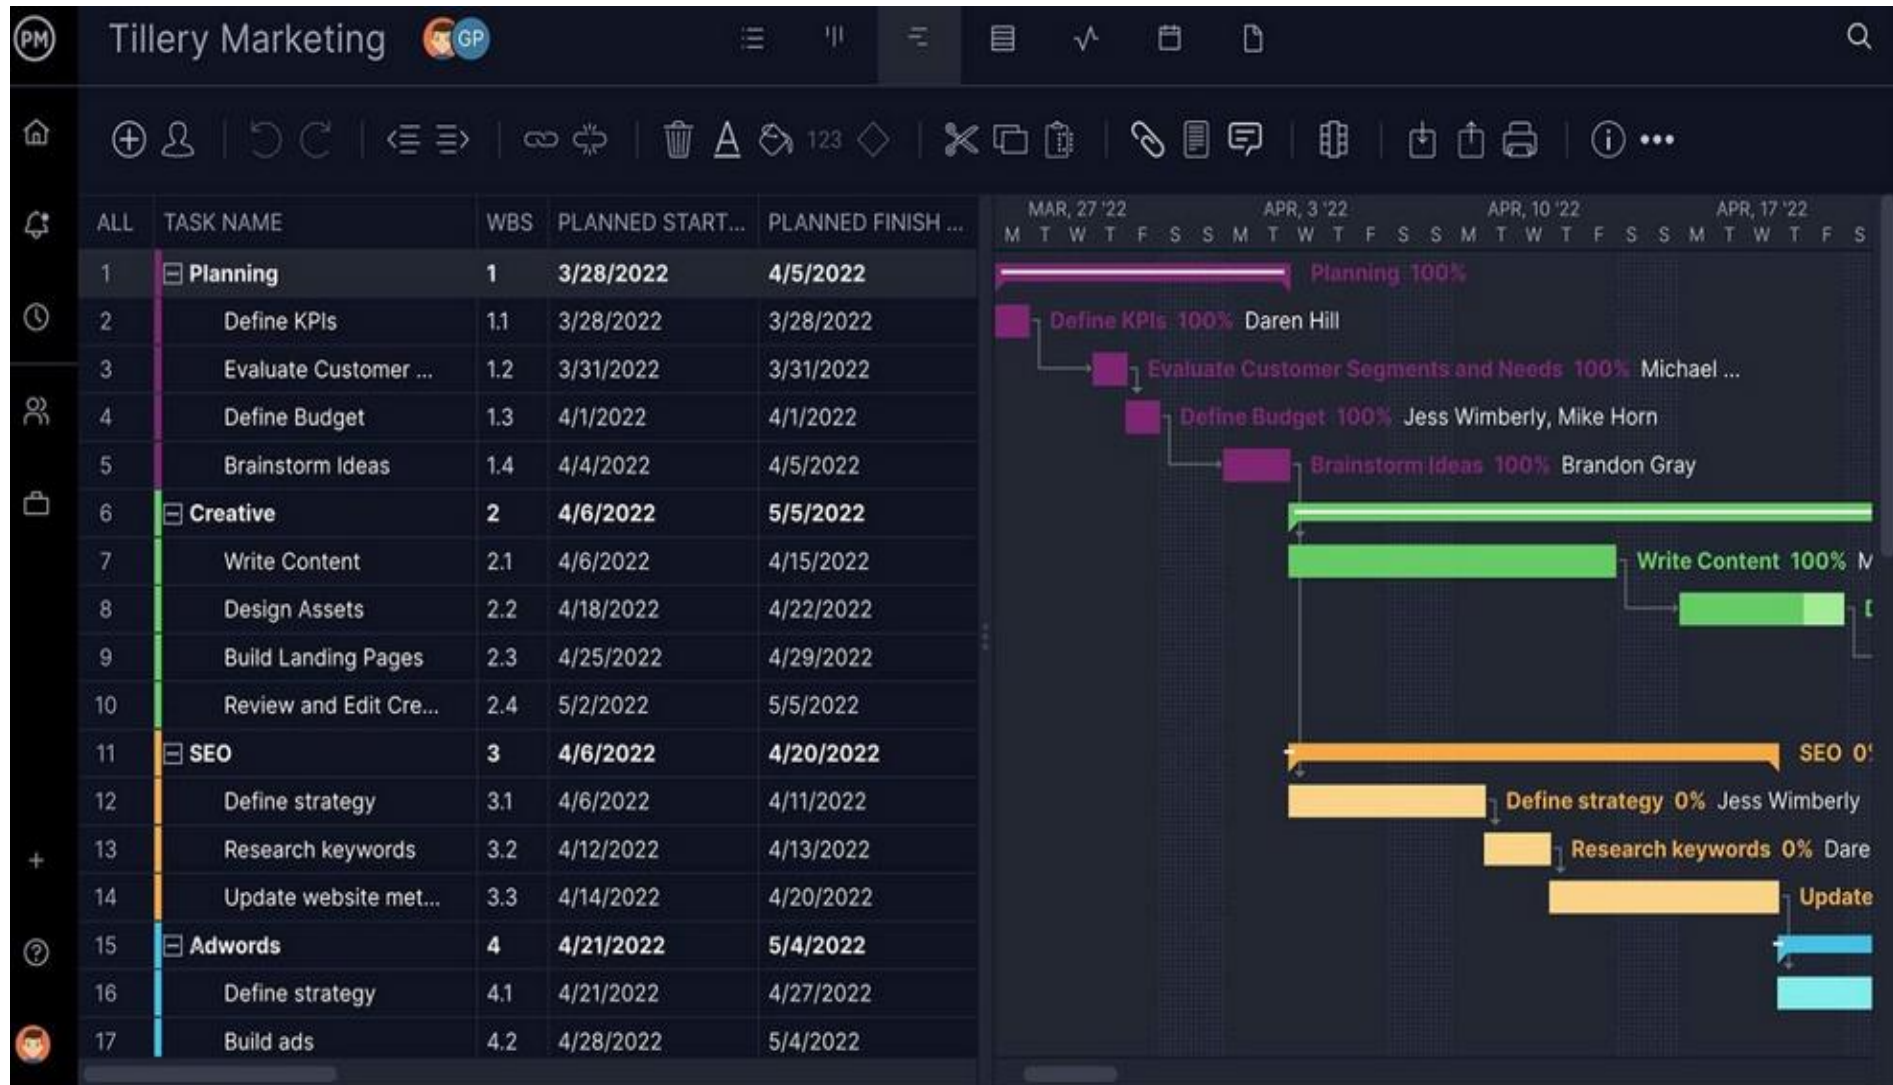 PM
Tillery Marketing
GP
123
ALL TASK NAME WBS PLANNED START... PLANNED FINISH ...
MAR, 27 '22 APR, 3 '22 APR, 10 '22 APR, 17 '22
M T W T F S S M T W T F S S M T W T F S S M T W T F S
1 Planning 1 3/28/2022 4/5/2022 Planning 100%
2 Define KPIs 1.1 3/28/2022 3/28/2022 Define KPIs 100% Daren Hill
3 Evaluate Customer ... 1.2 3/31/2022 3/31/2022 Evaluate Customer Segments and Needs 100% Michael ...
4 Define Budget 1.3 4/1/2022 4/1/2022 Define Budget 100% Jess Wimberly, Mike Horn
5 Brainstorm Ideas 1.4 4/4/2022 4/5/2022 Brainstorm Ideas 100% Brandon Gray
6 Creative 2 4/6/2022 5/5/2022
7 Write Content 2.1 4/6/2022 4/15/2022 Write Content 100% M
8 Design Assets 2.2 4/18/2022 4/22/2022
9 Build Landing Pages 2.3 4/25/2022 4/29/2022
10 Review and Edit Cre... 2.4 5/2/2022 5/5/2022
11 SEO 3 4/6/2022 4/20/2022 SEO 0%
12 Define strategy 3.1 4/6/2022 4/11/2022 Define strategy 0% Jess Wimberly
13 Research keywords 3.2 4/12/2022 4/13/2022 Research keywords 0% Dare
14 Update website met... 3.3 4/14/2022 4/20/2022 Update
15 Adwords 4 4/21/2022 5/4/2022
16 Define strategy 4.1 4/21/2022 4/27/2022
17 Build ads 4.2 4/28/2022 5/4/2022